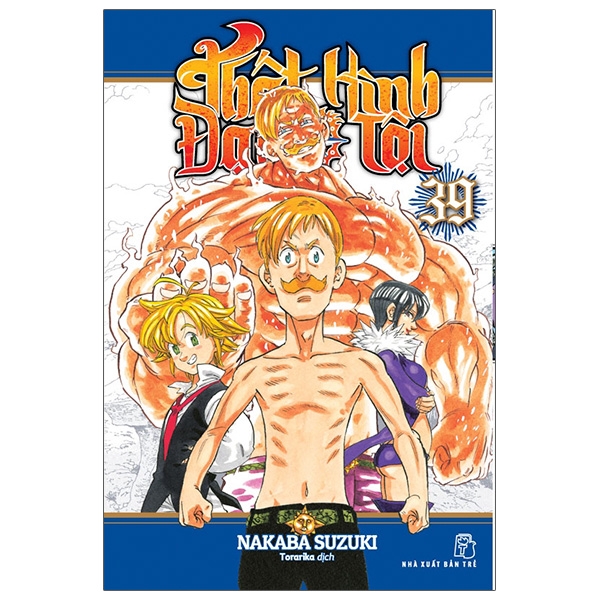 Thất Hình
Đại Tội
39
NAKABA SUZUKI
Torarika dịch
NHÀ XUẤT BẢN TRẺ